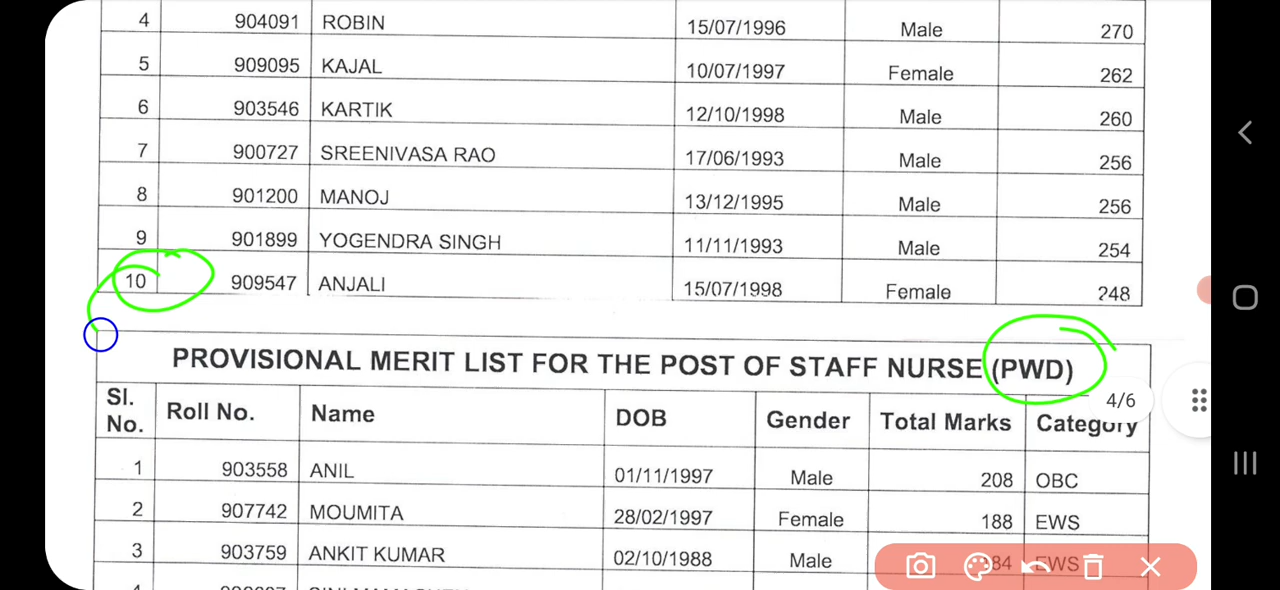 4 904091 ROBIN 15/07/1996 Male 270
5 909095 KAJAL 10/07/1997 Female 262
6 903546 KARTIK 12/10/1998 Male 260
7 900727 SREENIVASA RAO 17/06/1993 Male 256
8 901200 MANOJ 13/12/1995 Male 256
9 901899 YOGENDRA SINGH 11/11/1993 Male 254
10 909547 ANJALI 15/07/1998 Female 248
PROVISIONAL MERIT LIST FOR THE POST OF STAFF NURSE (PWD)
4/6
Sl. No. Roll No. Name DOB Gender Total Marks Category
1 903558 ANIL 01/11/1997 Male 208 OBC
2 907742 MOUMITA 28/02/1997 Female 188 EWS
3 903759 ANKIT KUMAR 02/10/1988 Male 84 EWS